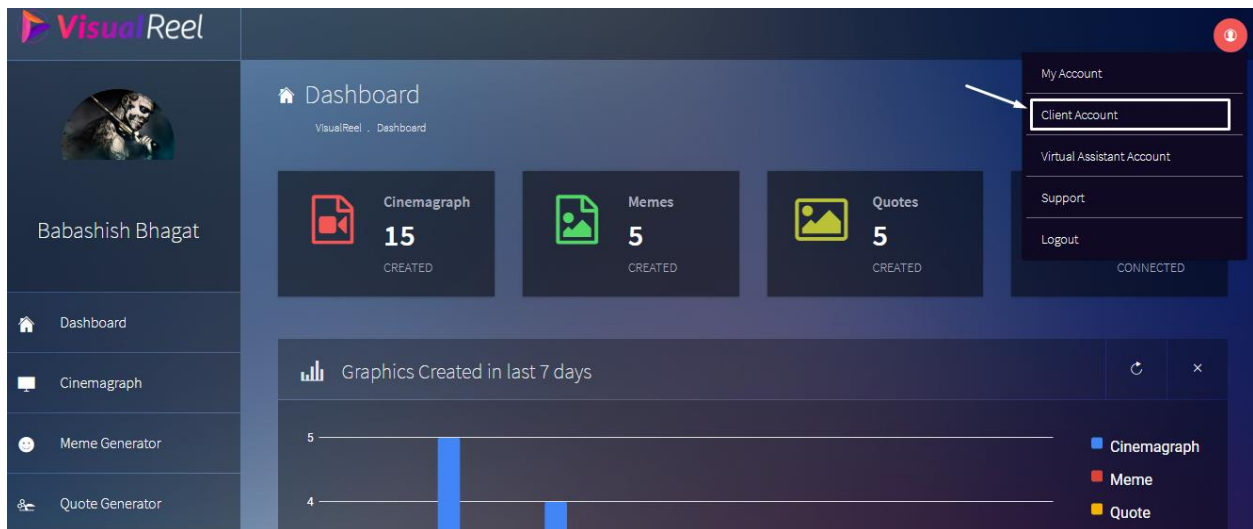 VisualReel
My Account
Client Account
Virtual Assistant Account
Support
Logout
Babashish Bhagat
Dashboard
Cinemagraph
Meme Generator
Quote Generator
Dashboard
VisualReel . Dashboard
Cinemagraph
15
CREATED
Memes
5
CREATED
Quotes
5
CREATED
CONNECTED
Graphics Created in last 7 days
5
4
Cinemagraph
Meme
Quote